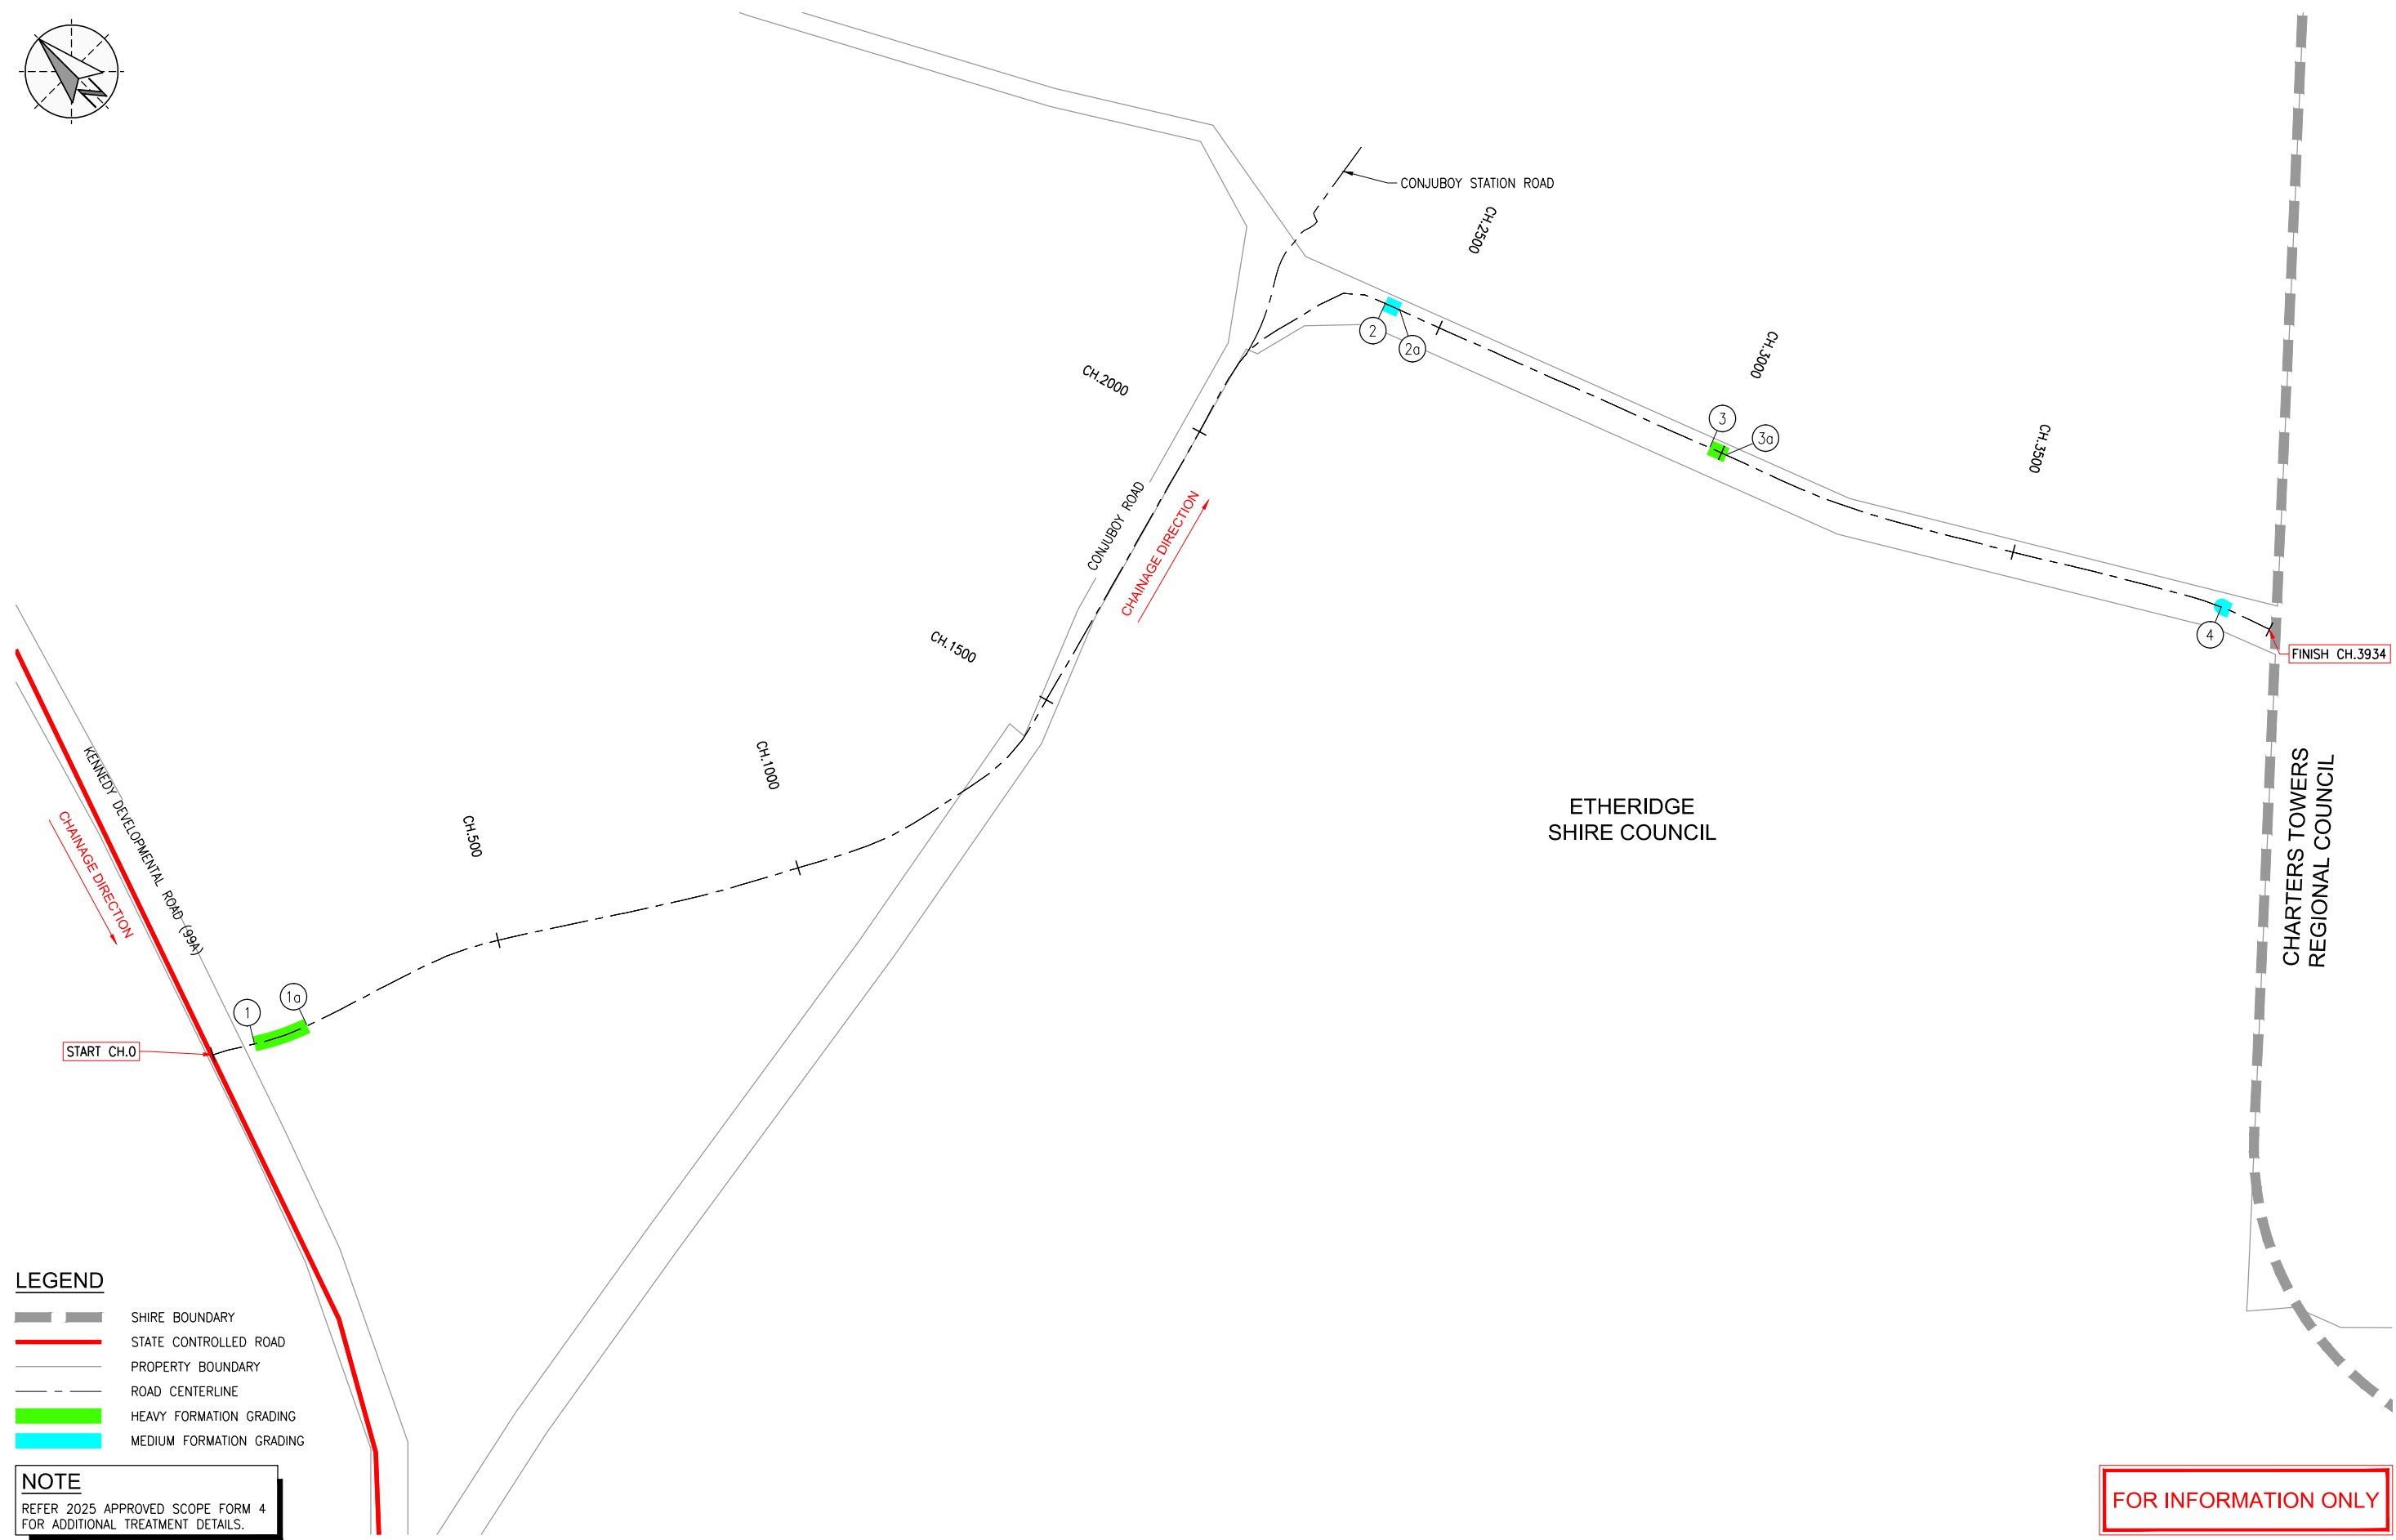 CONJUBOY STATION ROAD
CH.2500
CH.3000
CH.2000
2
2a
3
3a
CH.3500
CONJUBOY ROAD
CHAINAGE DIRECTION
CH.1500
4
FINISH CH.3934
KENNEDY DEVELOPMENTAL ROAD (99A)
CHAINAGE DIRECTION
CH.1000
CH.500
ETHERIDGE
SHIRE COUNCIL
CHARTERS TOWERS
REGIONAL COUNCIL
1
1a
START CH.0
LEGEND
SHIRE BOUNDARY
STATE CONTROLLED ROAD
PROPERTY BOUNDARY
ROAD CENTERLINE
HEAVY FORMATION GRADING
MEDIUM FORMATION GRADING
NOTE
REFER 2025 APPROVED SCOPE FORM 4
FOR ADDITIONAL TREATMENT DETAILS.
FOR INFORMATION ONLY
N